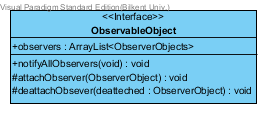 Visual Paradigm Standard Edition(Bilkent Univ.)
<<Interface>>
ObservableObject
+observers : ArrayList<ObserverObjects>
+notifyAllObservers(void) : void
#attachObserver(ObserverObject) : void
#deattachObsever(deatteched : ObserverObject) : void